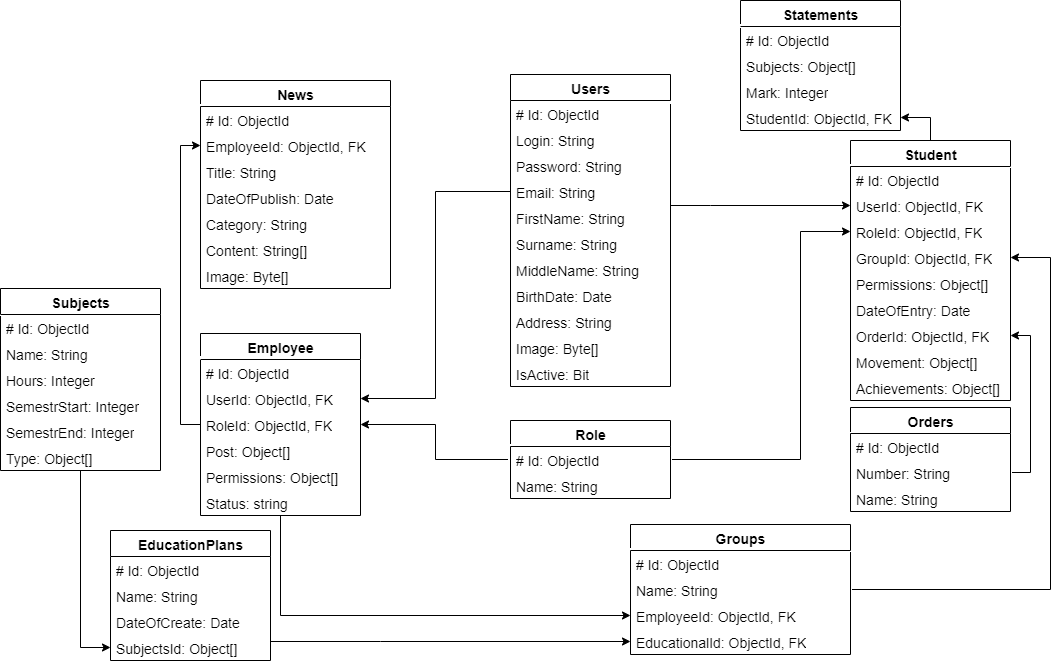 Statements
# Id: ObjectId
Subjects: Object[]
Mark: Integer
StudentId: ObjectId, FK
News
# Id: ObjectId
EmployeeId: ObjectId, FK
Title: String
DateOfPublish: Date
Category: String
Content: String[]
Image: Byte[]
Users
# Id: ObjectId
Login: String
Password: String
Email: String
FirstName: String
Surname: String
MiddleName: String
BirthDate: Date
Address: String
Image: Byte[]
IsActive: Bit
Student
# Id: ObjectId
UserId: ObjectId, FK
RoleId: ObjectId, FK
GroupId: ObjectId, FK
Permissions: Object[]
DateOfEntry: Date
OrderId: ObjectId, FK
Movement: Object[]
Achievements: Object[]
Subjects
# Id: ObjectId
Name: String
Hours: Integer
SemestrStart: Integer
SemestrEnd: Integer
Type: Object[]
Employee
# Id: ObjectId
UserId: ObjectId, FK
RoleId: ObjectId, FK
Post: Object[]
Permissions: Object[]
Status: string
Role
# Id: ObjectId
Name: String
Orders
# Id: ObjectId
Number: String
Name: String
EducationPlans
# Id: ObjectId
Name: String
DateOfCreate: Date
SubjectsId: Object[]
Groups
# Id: ObjectId
Name: String
EmployeeId: ObjectId, FK
EducationalId: ObjectId, FK